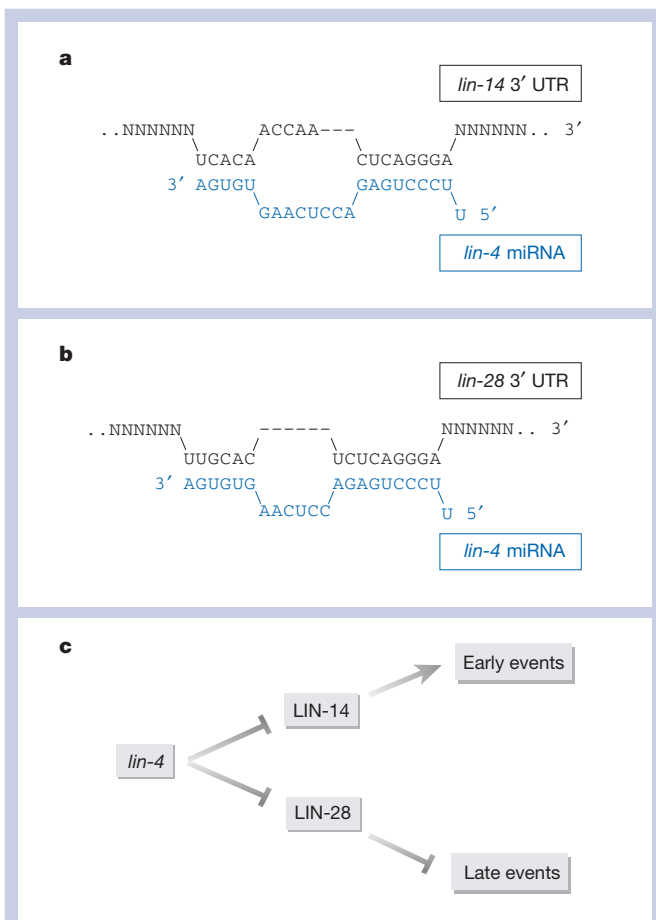 a
lin-14 3′ UTR
..NNNNNN ACCAA--- NNNNNN.. 3′
UCACA CUCAGGGA
3′ AGUGU GAGUCCCU
GAACUCCA U 5′
lin-4 miRNA
b
lin-28 3′ UTR
..NNNNNN ------ NNNNNN.. 3′
UUGCAC UCUCAGGGA
3′ AGUGUG AGAGUCCCU
AACUCC U 5′
lin-4 miRNA
c
Early events
LIN-14
lin-4
LIN-28
Late events